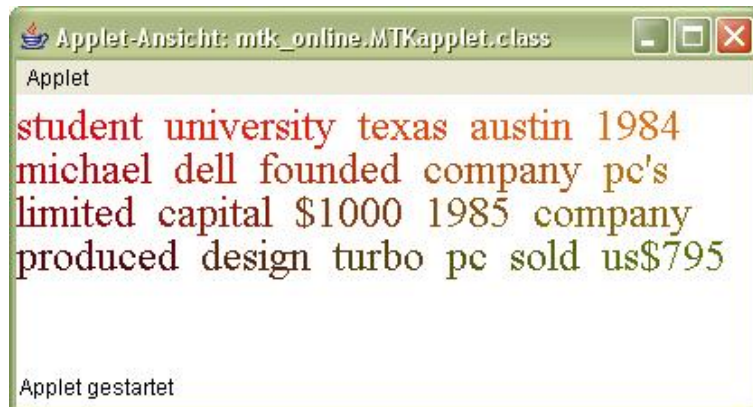 Applet-Ansicht: mtk_online.MTKapplet.class
Applet
student university texas austin 1984
michael dell founded company pc's
limited capital $1000 1985 company
produced design turbo pc sold us$795
Applet gestartet